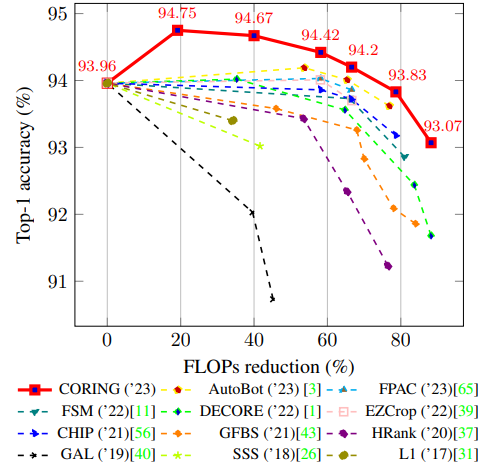 95
94
93
92
91
Top-1 accuracy (%)
93.96
94.75
94.67
94.42
94.2
93.83
93.07
0 20 40 60 80
FLOPs reduction (%)
CORING ('23) AutoBot ('23) [3] FPAC ('23)[65]
FSM ('22)[11] DECORE ('22) [1] EZCrop ('22)[39]
CHIP ('21)[56] GFBS ('21)[43] HRank ('20)[37]
GAL ('19)[40] SSS ('18)[26] L1 ('17)[31]